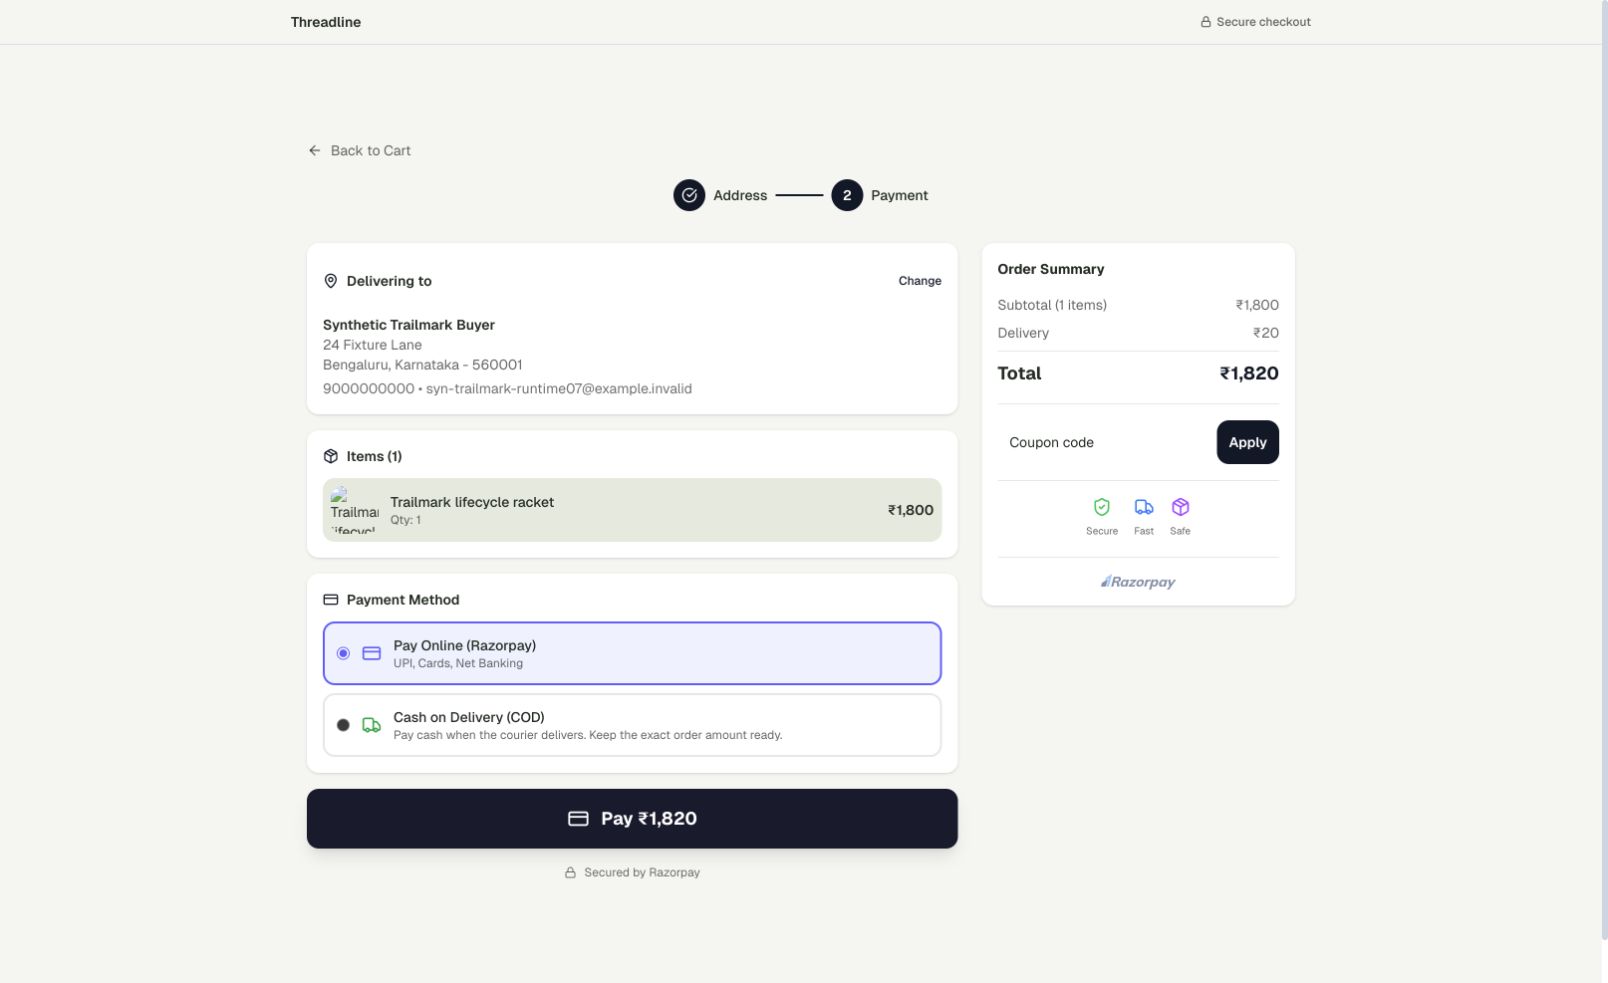 Threadline
Secure checkout
Back to Cart
Address
2
Payment
Delivering to
Change
Synthetic Trailmark Buyer
24 Fixture Lane
Bengaluru, Karnataka - 560001
9000000000 • syn-trailmark-runtime07@example.invalid
Items (1)
Trailmar
lifecycl
Trailmark lifecycle racket
Qty: 1
₹1,800
Payment Method
Pay Online (Razorpay)
UPI, Cards, Net Banking
Cash on Delivery (COD)
Pay cash when the courier delivers. Keep the exact order amount ready.
Pay ₹1,820
Secured by Razorpay
Order Summary
Subtotal (1 items) ₹1,800
Delivery ₹20
Total ₹1,820
Coupon code
Apply
Secure Fast Safe
Razorpay